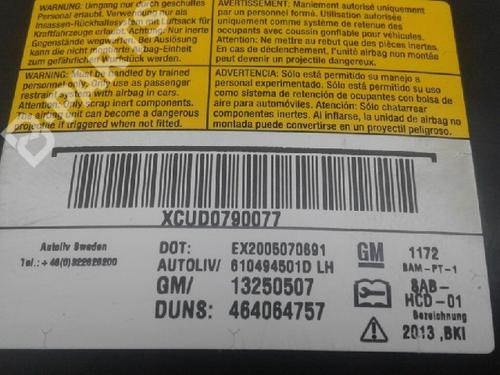 WARNUNG: Umgang nur durch geschultes
Personal erlaubt. Nur als
Insassen-Rückhaltesystem mit Luftsack für
Kraftfahrzeuge erlaubt. Achtung: Nur inerte
Gegenstände wegwerfen. Bei Auslösung
kann die nicht montierte Airbag-Einheit
zum gefährlichen
WARNING: Must be handled by trained
personnel only. Use as passenger
restraint system with airbag in cars.
Attention: Only scrap inert components.
The airbag unit can become a dangerous
projectile if triggered when not fitted.
AVERTISSEMENT: Maniement autorisé uniquement
par un personnel formé. Utilisation autorisée
uniquement comme système de retenue des
occupants avec coussin gonflable pour véhicules.
Attention: Ne mettre au rebut que des pièces inertes.
En cas de déclenchement, l'unité airbag non montée
peut devenir un projectile dangereux.
ADVERTENCIA: Sólo está permitido su manejo a
personal experimentado. Sólo está permitido su uso
como sistema de retención de ocupantes con bolsa de
aire para automóviles. Atención: Sólo chatarrear
componentes inertes. Al inflarse, la unidad de airbag no
montada puede convertirse en un proyectil peligroso.
XCUD0790077
Autoliv Sweden
Tel.: +46(0)322626200
DOT: EX2005070691
AUTOLIV/ 610494501D LH
GM/ 13250507
DUNS: 464064757
GM 1172
BAM-PT-1
SAB-
HCD-01
Bezeichnung
2013, BKI